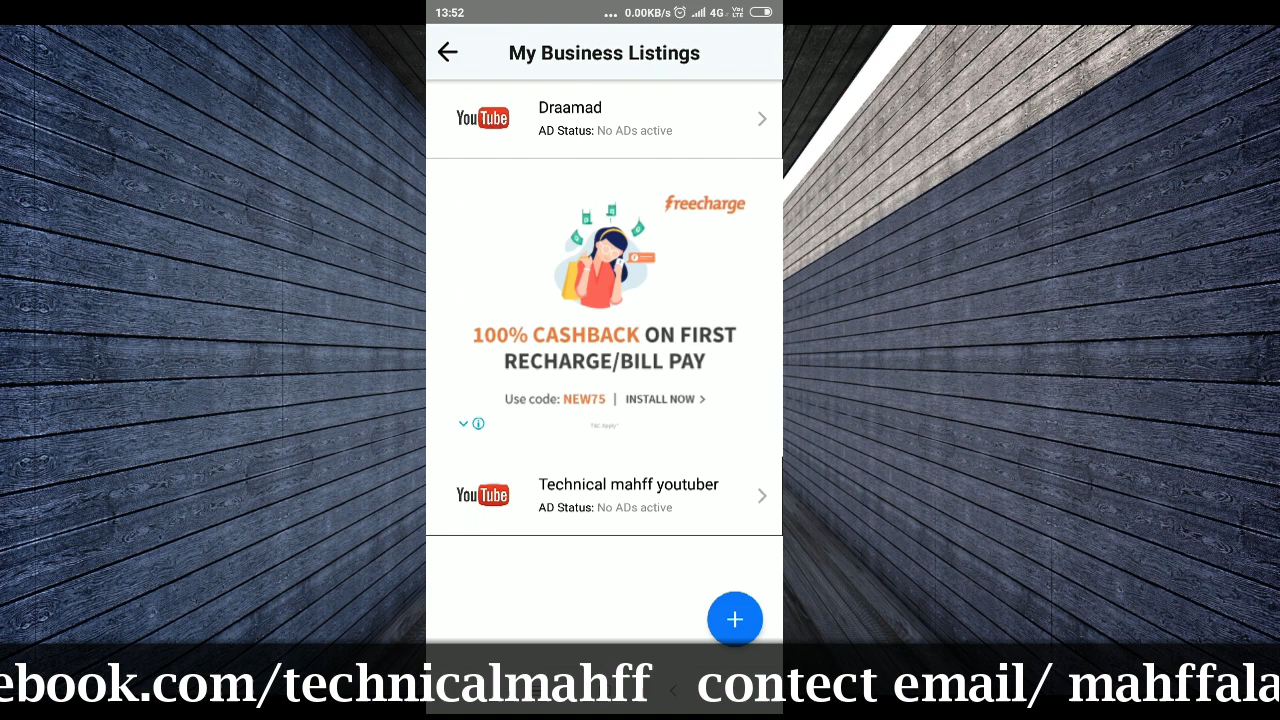 13:52
... 0.00KB/s 4G VoLTE
My Business Listings
YouTube
Draamad
AD Status: No ADs active
freecharge
100% CASHBACK ON FIRST
RECHARGE/BILL PAY
Use code: NEW75 | INSTALL NOW >
T&C Apply*
YouTube
Technical mahff youtuber
AD Status: No ADs active
+
ebook.com/technicalmahff contect email/ mahffala